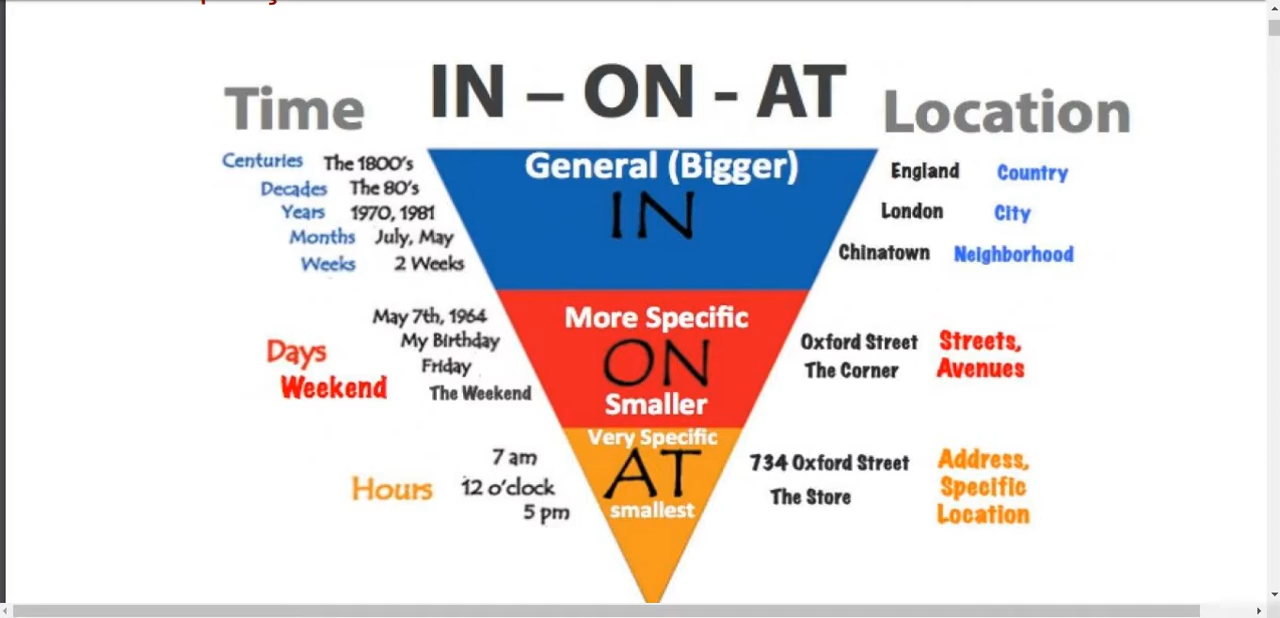 IN – ON - AT
Time
Location
Centuries The 1800's
Decades The 80's
Years 1970, 1981
Months July, May
Weeks 2 Weeks
General (Bigger)
IN
England Country
London City
Chinatown Neighborhood
May 7th, 1964
My Birthday
Friday
The Weekend
Days
Weekend
More Specific
ON
Smaller
Oxford Street
The Corner
Streets,
Avenues
Hours
7 am
12 o'clock
5 pm
Very Specific
AT
smallest
734 Oxford Street
The Store
Address,
Specific
Location